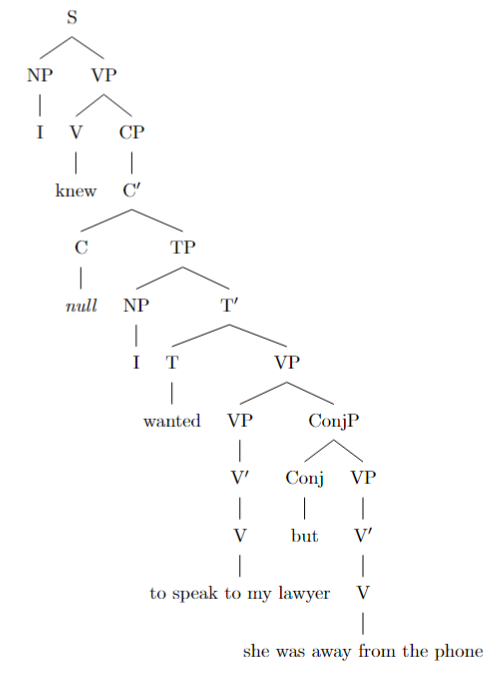 S
NP VP
I V CP
knew C′
C TP
null NP T′
I T VP
wanted VP ConjP
V′ Conj VP
V but V′
to speak to my lawyer V
she was away from the phone